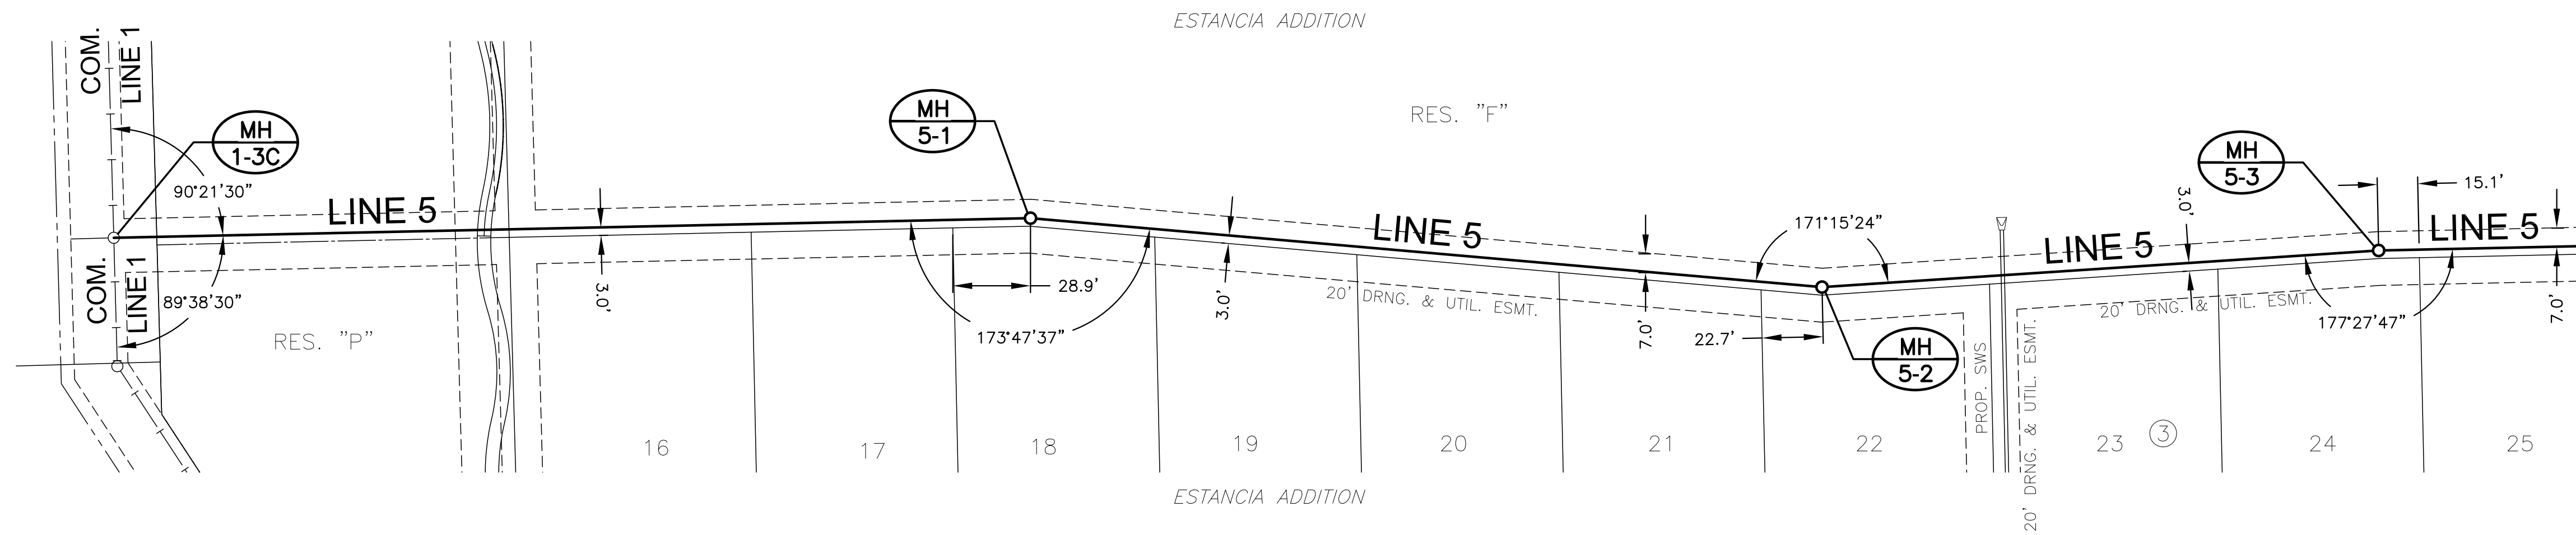 ESTANCIA ADDITION
COM.
LINE 1
MH
1-3C
90°21'30"
LINE 5
COM.
LINE 1
89°38'30"
RES. "P"
3.0'
MH
5-1
28.9'
173°47'37"
RES. "F"
3.0'
LINE 5
20' DRNG. & UTIL. ESMT.
7.0'
171°15'24"
22.7'
MH
5-2
PROP. SWS
20' DRNG. & UTIL. ESMT.
LINE 5
3.0'
20' DRNG. & UTIL. ESMT.
MH
5-3
15.1'
LINE 5
177°27'47"
7.0'
16
17
18
19
20
21
22
23
3
24
25
ESTANCIA ADDITION